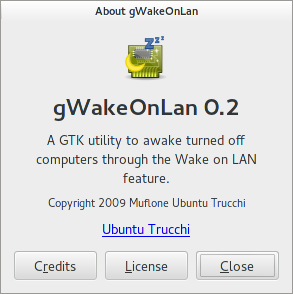 About gWakeOnLan
zzz
gWakeOnLan 0.2
A GTK utility to awake turned off
computers through the Wake on LAN
feature.
Copyright 2009 Muflone Ubuntu Trucchi
Ubuntu Trucchi
Credits
License
Close